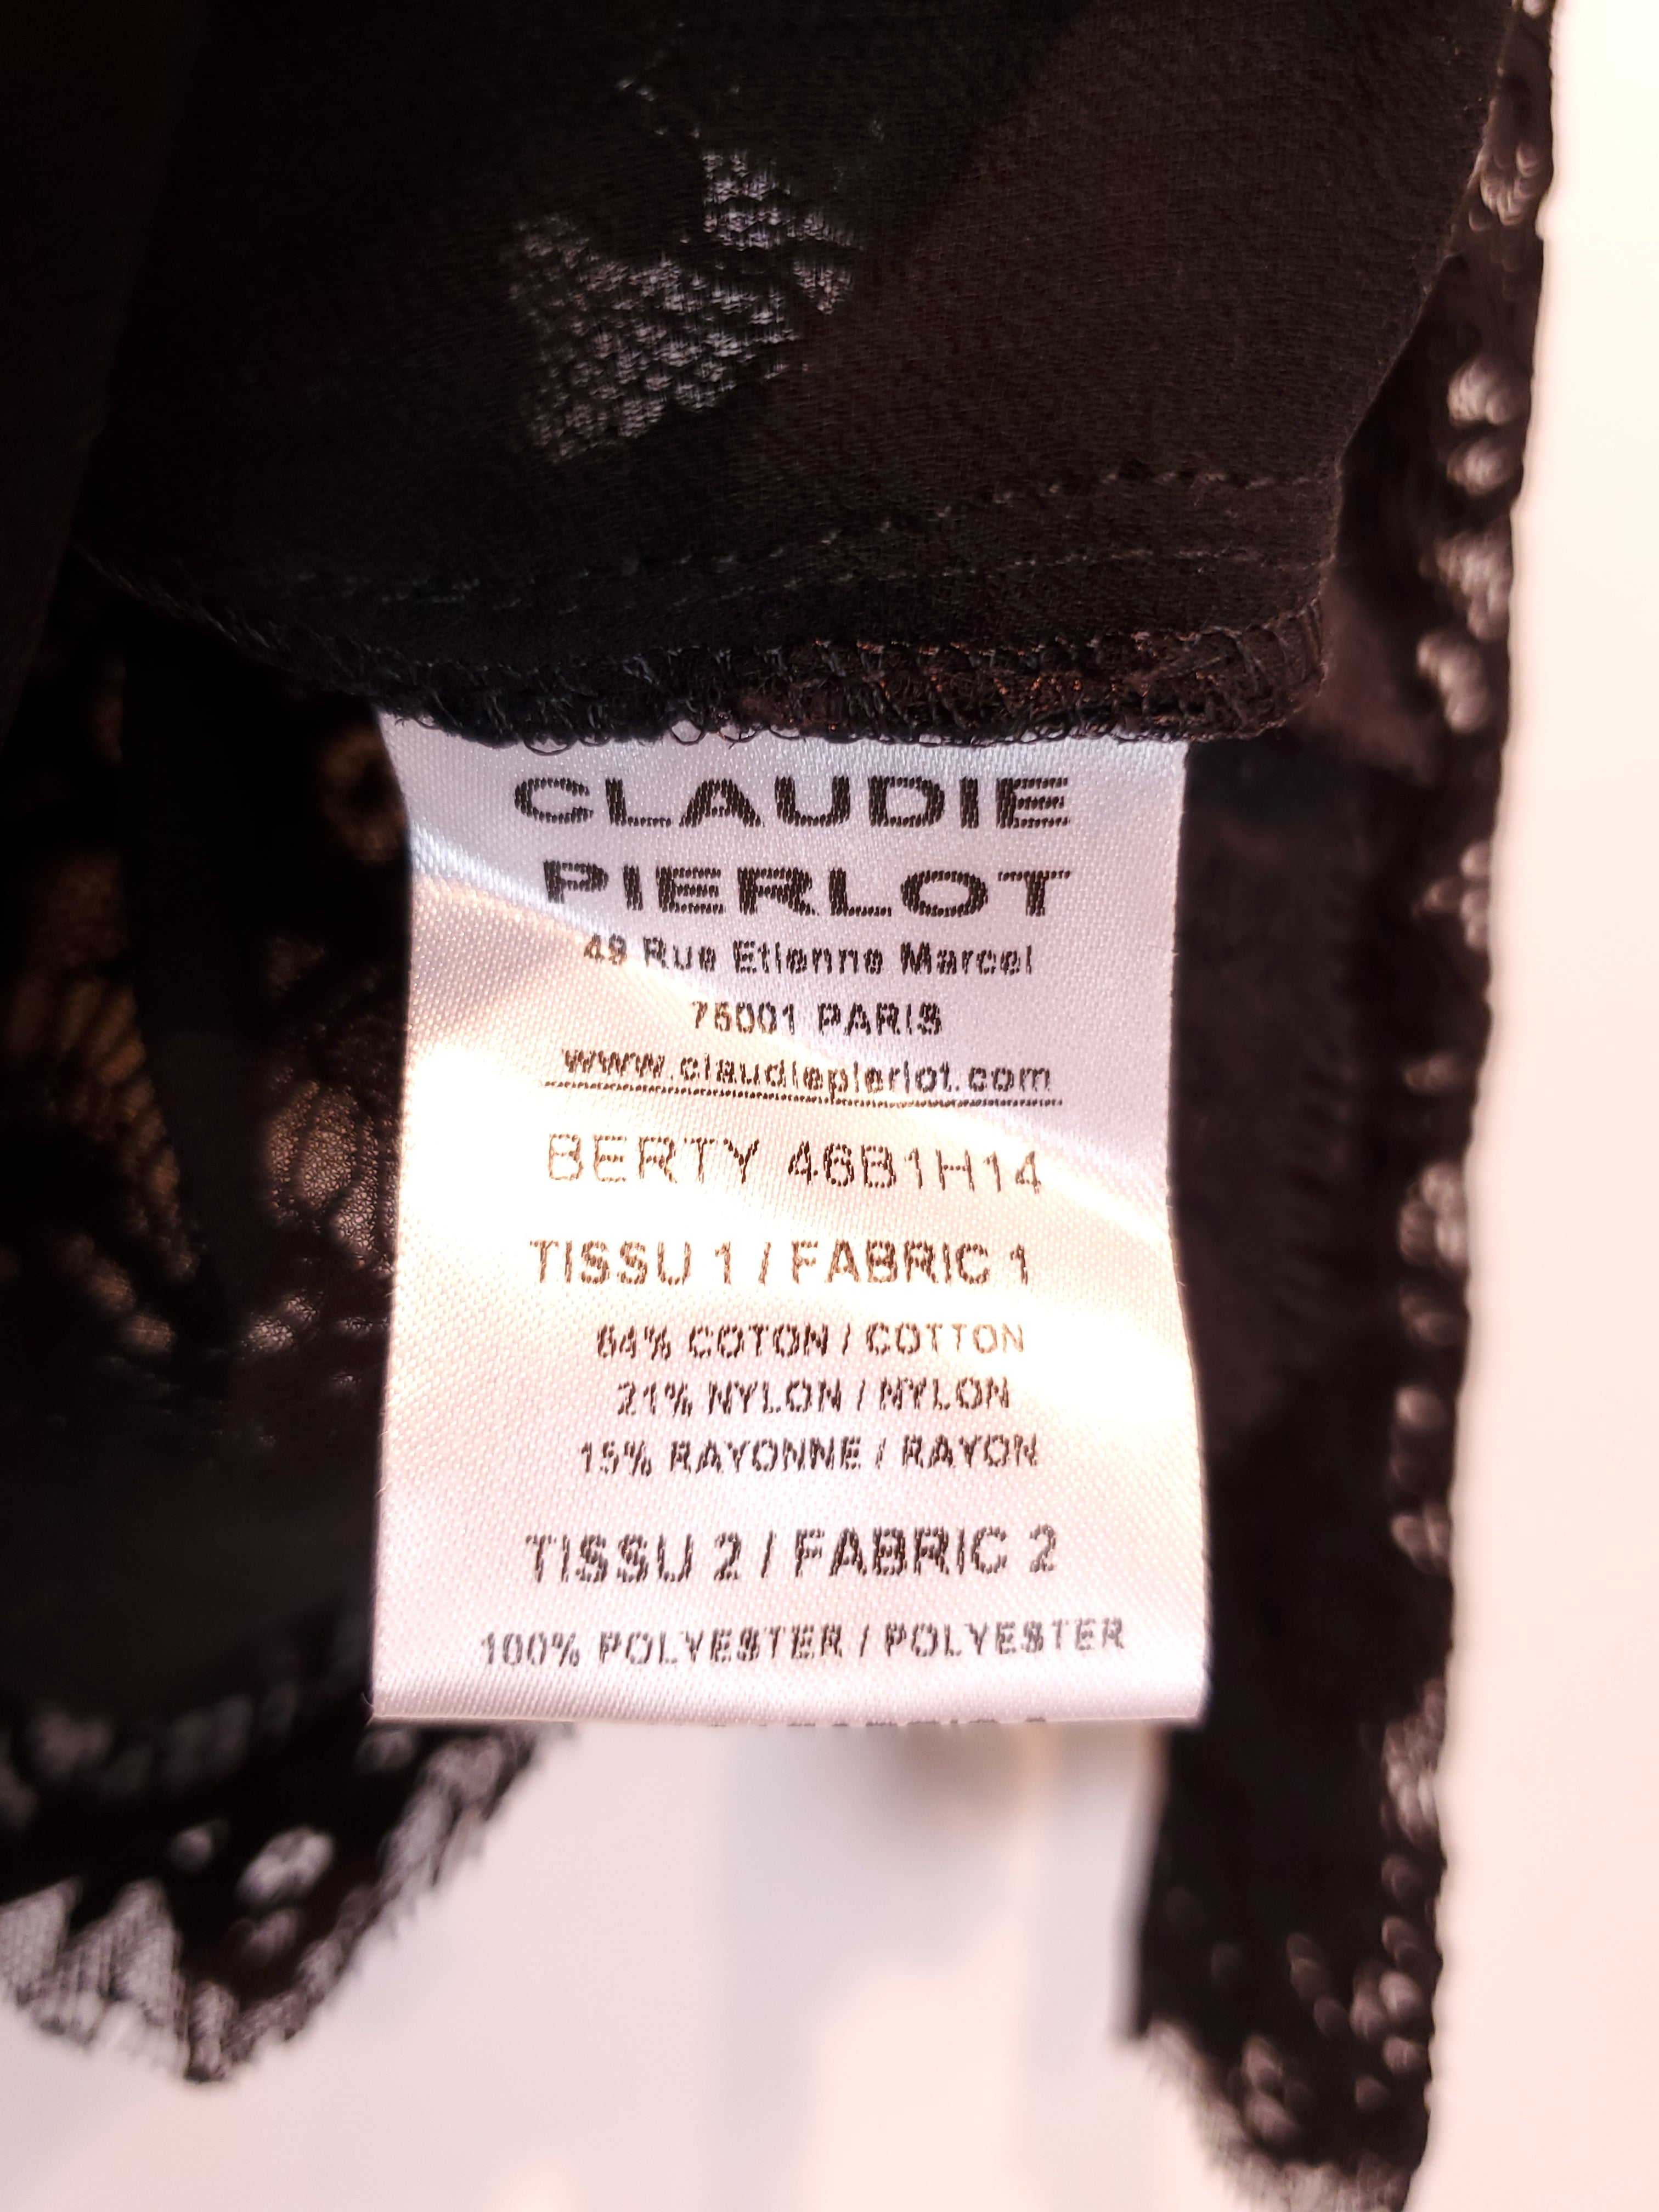 CLAUDIE
PIERLOT
49 Rue Etienne Marcel
75001 PARIS
www.claudiepierlot.com
BERTY 46B1H14
TISSU 1 / FABRIC 1
64% COTON / COTTON
21% NYLON / NYLON
15% RAYONNE / RAYON
TISSU 2 / FABRIC 2
100% POLYESTER / POLYESTER